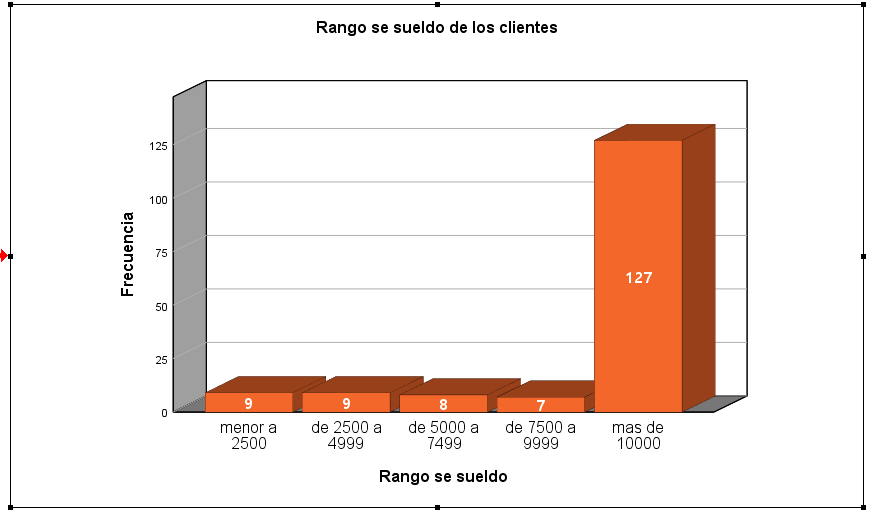 Rango se sueldo de los clientes
Frecuencia
125
100
75
50
25
0
127
9
9
8
7
menor a
2500
de 2500 a
4999
de 5000 a
7499
de 7500 a
9999
mas de
10000
Rango se sueldo